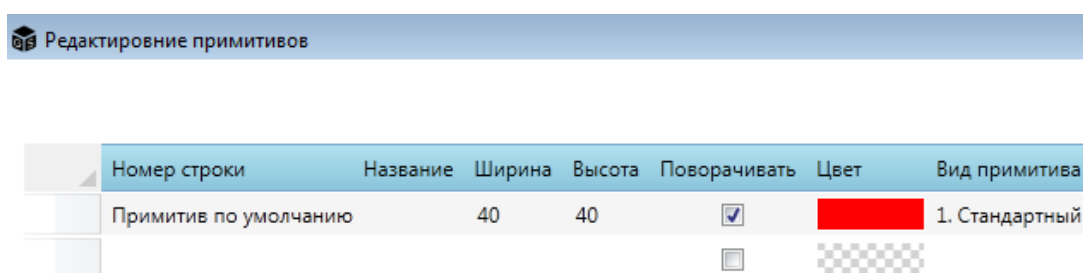 Редактировние примитивов
Номер строки Название Ширина Высота Поворачивать Цвет Вид примитива
Примитив по умолчанию 40 40 1. Стандартный